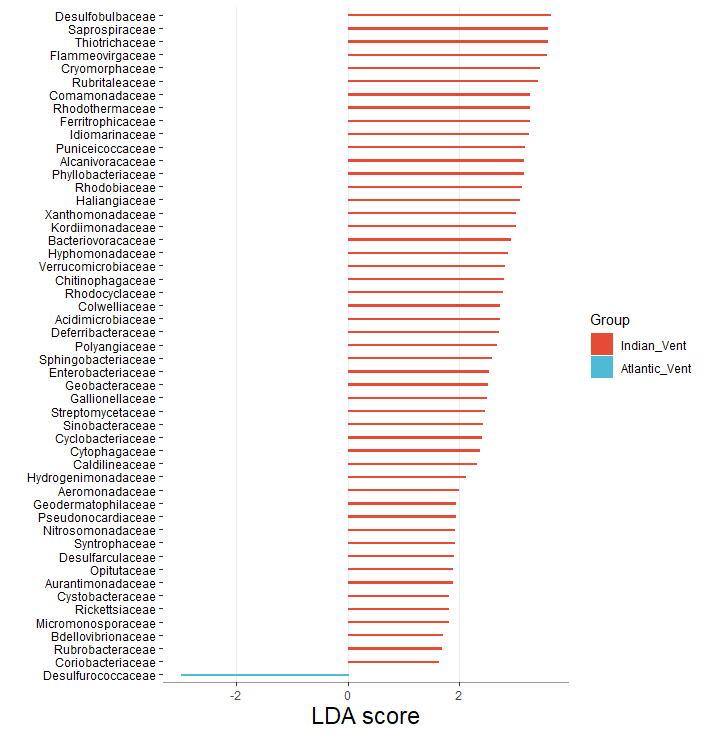 Desulfobulbaceae
Saprospiraceae
Thiotrichaceae
Flammeovirgaceae
Cryomorphaceae
Rubritaleaceae
Comamonadaceae
Rhodothermaceae
Ferritrophicaceae
Idiomarinaceae
Puniceicoccaceae
Alcanivoracaceae
Phyllobacteriaceae
Rhodobiaceae
Haliangiaceae
Xanthomonadaceae
Kordiimonadaceae
Bacteriovoracaceae
Hyphomonadaceae
Verrucomicrobiaceae
Chitinophagaceae
Rhodocyclaceae
Colwelliaceae
Acidimicrobiaceae
Deferribacteraceae
Polyangiaceae
Sphingobacteriaceae
Enterobacteriaceae
Geobacteraceae
Gallionellaceae
Streptomycetaceae
Sinobacteraceae
Cyclobacteriaceae
Cytophagaceae
Caldilineaceae
Hydrogenimonadaceae
Aeromonadaceae
Geodermatophilaceae
Pseudonocardiaceae
Nitrosomonadaceae
Syntrophaceae
Desulfarculaceae
Opitutaceae
Aurantimonadaceae
Cystobacteraceae
Rickettsiaceae
Micromonosporaceae
Bdellovibrionaceae
Rubrobacteraceae
Coriobacteriaceae
Desulfurococcaceae
-2 0 2
LDA score
Group
Indian_Vent
Atlantic_Vent